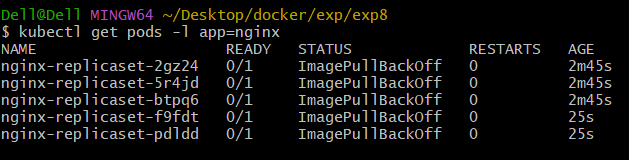 Dell@Dell MINGW64 ~/Desktop/docker/exp/exp8
$ kubectl get pods -l app=nginx
NAME READY STATUS RESTARTS AGE
nginx-replicaset-2gz24 0/1 ImagePullBackOff 0 2m45s
nginx-replicaset-5r4jd 0/1 ImagePullBackOff 0 2m45s
nginx-replicaset-btpq6 0/1 ImagePullBackOff 0 2m45s
nginx-replicaset-f9fdt 0/1 ImagePullBackOff 0 25s
nginx-replicaset-pdldd 0/1 ImagePullBackOff 0 25s